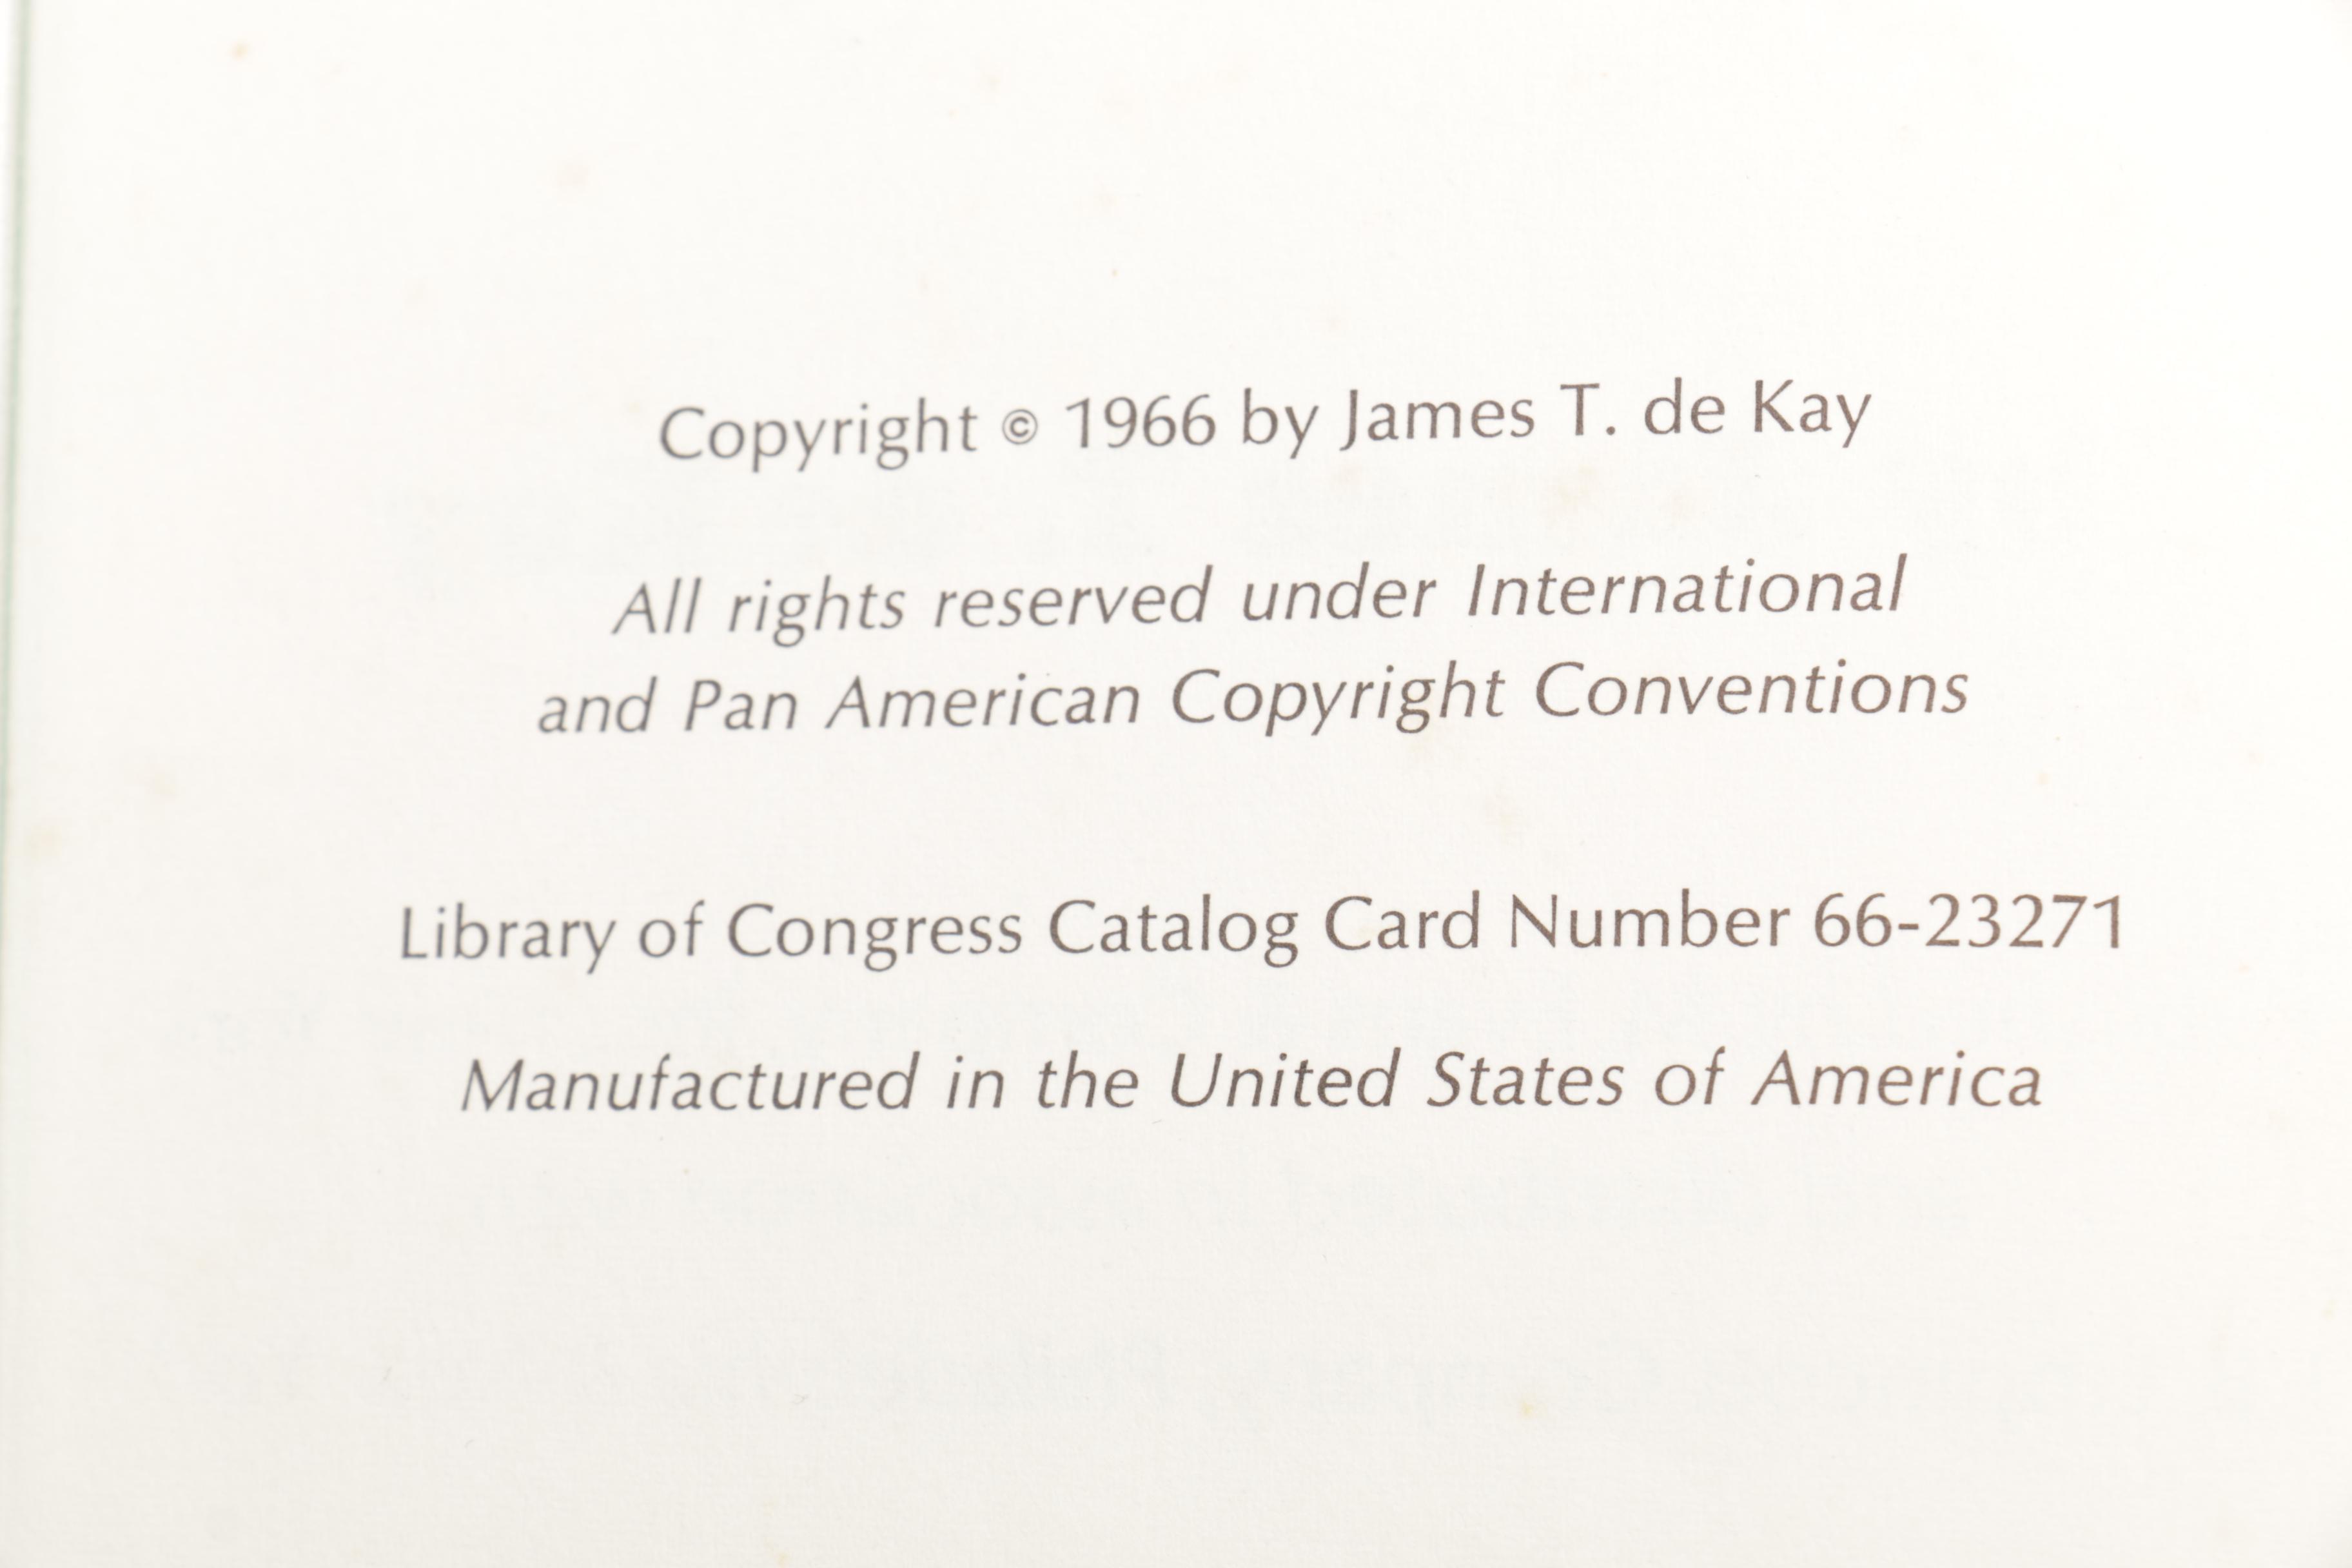 Copyright © 1966 by James T. de Kay
All rights reserved under International
and Pan American Copyright Conventions
Library of Congress Catalog Card Number 66-23271
Manufactured in the United States of America